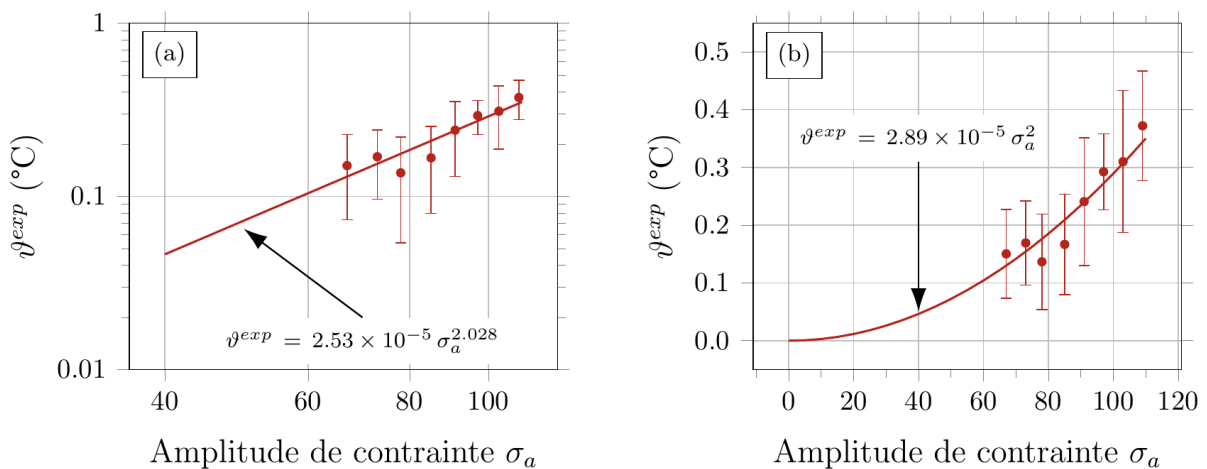 (a)
1
0.1
0.01
40
60
80
100
ϑ^{exp} (°C)
ϑ^{exp} = 2.53 × 10^{-5} σ_a^{2.028}
Amplitude de contrainte σ_a
(b)
0.5
0.4
0.3
0.2
0.1
0.0
0
20
40
60
80
100
120
ϑ^{exp} (°C)
ϑ^{exp} = 2.89 × 10^{-5} σ_a^2
Amplitude de contrainte σ_a